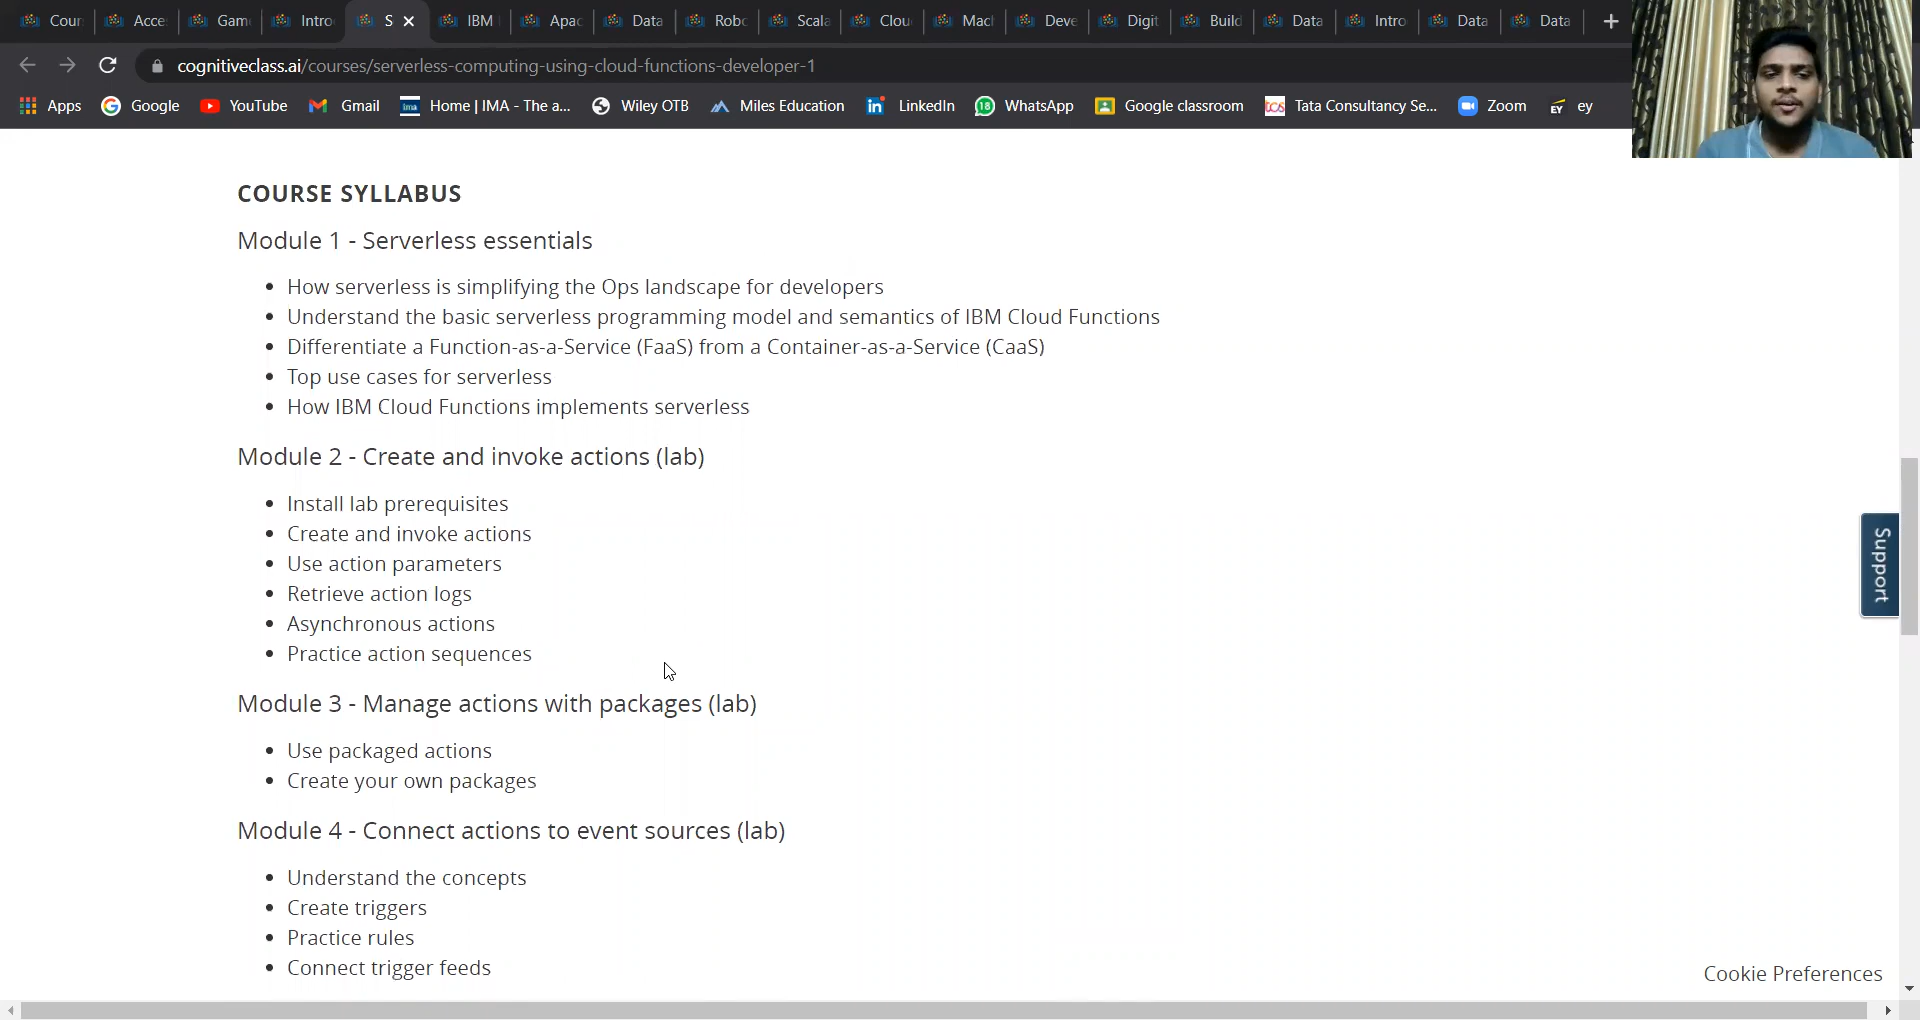 Cour
Acce
Gam
Intro
S
IBM
Apac
Data
Robo
Scala
Clou
Mach
Deve
Digit
Build
Data
Intro
Data
Data
cognitiveclass.ai/courses/serverless-computing-using-cloud-functions-developer-1
Apps
Google
YouTube
Gmail
Home | IMA - The a...
Wiley OTB
Miles Education
LinkedIn
WhatsApp
Google classroom
Tata Consultancy Se...
Zoom
ey
COURSE SYLLABUS
Module 1 - Serverless essentials
• How serverless is simplifying the Ops landscape for developers
• Understand the basic serverless programming model and semantics of IBM Cloud Functions
• Differentiate a Function-as-a-Service (FaaS) from a Container-as-a-Service (CaaS)
• Top use cases for serverless
• How IBM Cloud Functions implements serverless
Module 2 - Create and invoke actions (lab)
• Install lab prerequisites
• Create and invoke actions
• Use action parameters
• Retrieve action logs
• Asynchronous actions
• Practice action sequences
Module 3 - Manage actions with packages (lab)
• Use packaged actions
• Create your own packages
Module 4 - Connect actions to event sources (lab)
• Understand the concepts
• Create triggers
• Practice rules
• Connect trigger feeds
Support
Cookie Preferences